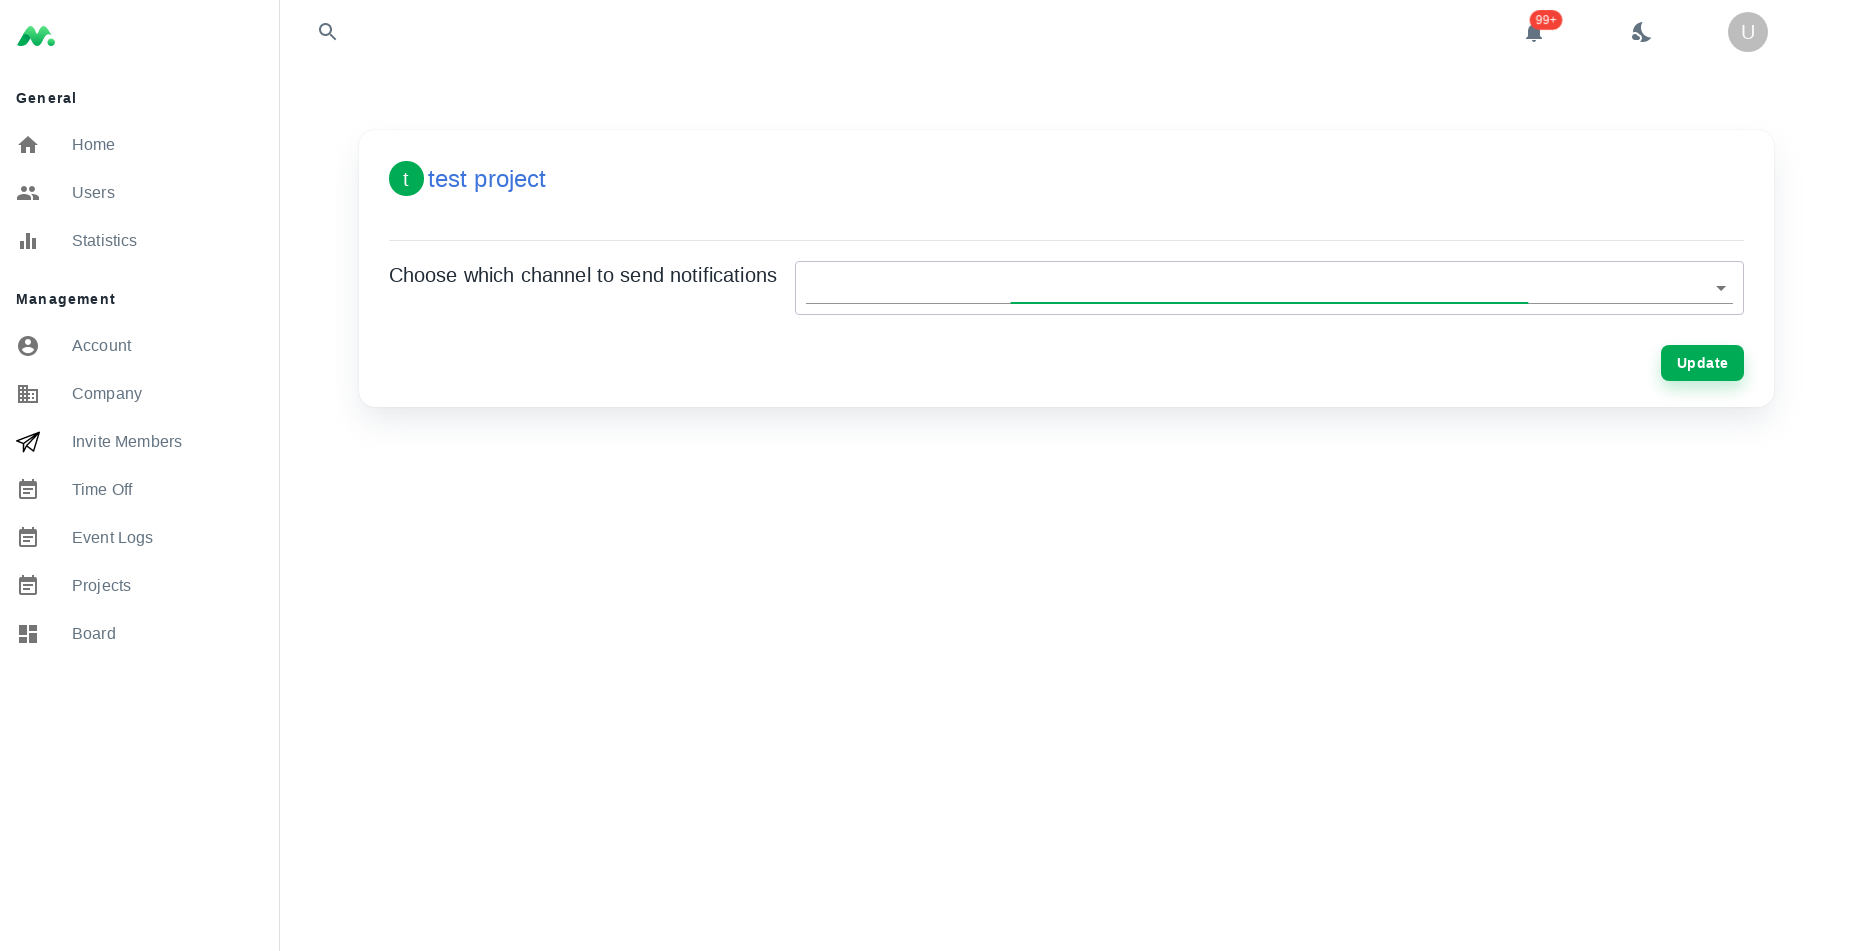 99+
U
General
Home
Users
Statistics
Management
Account
Company
Invite Members
Time Off
Event Logs
Projects
Board
t test project
Choose which channel to send notifications
Update